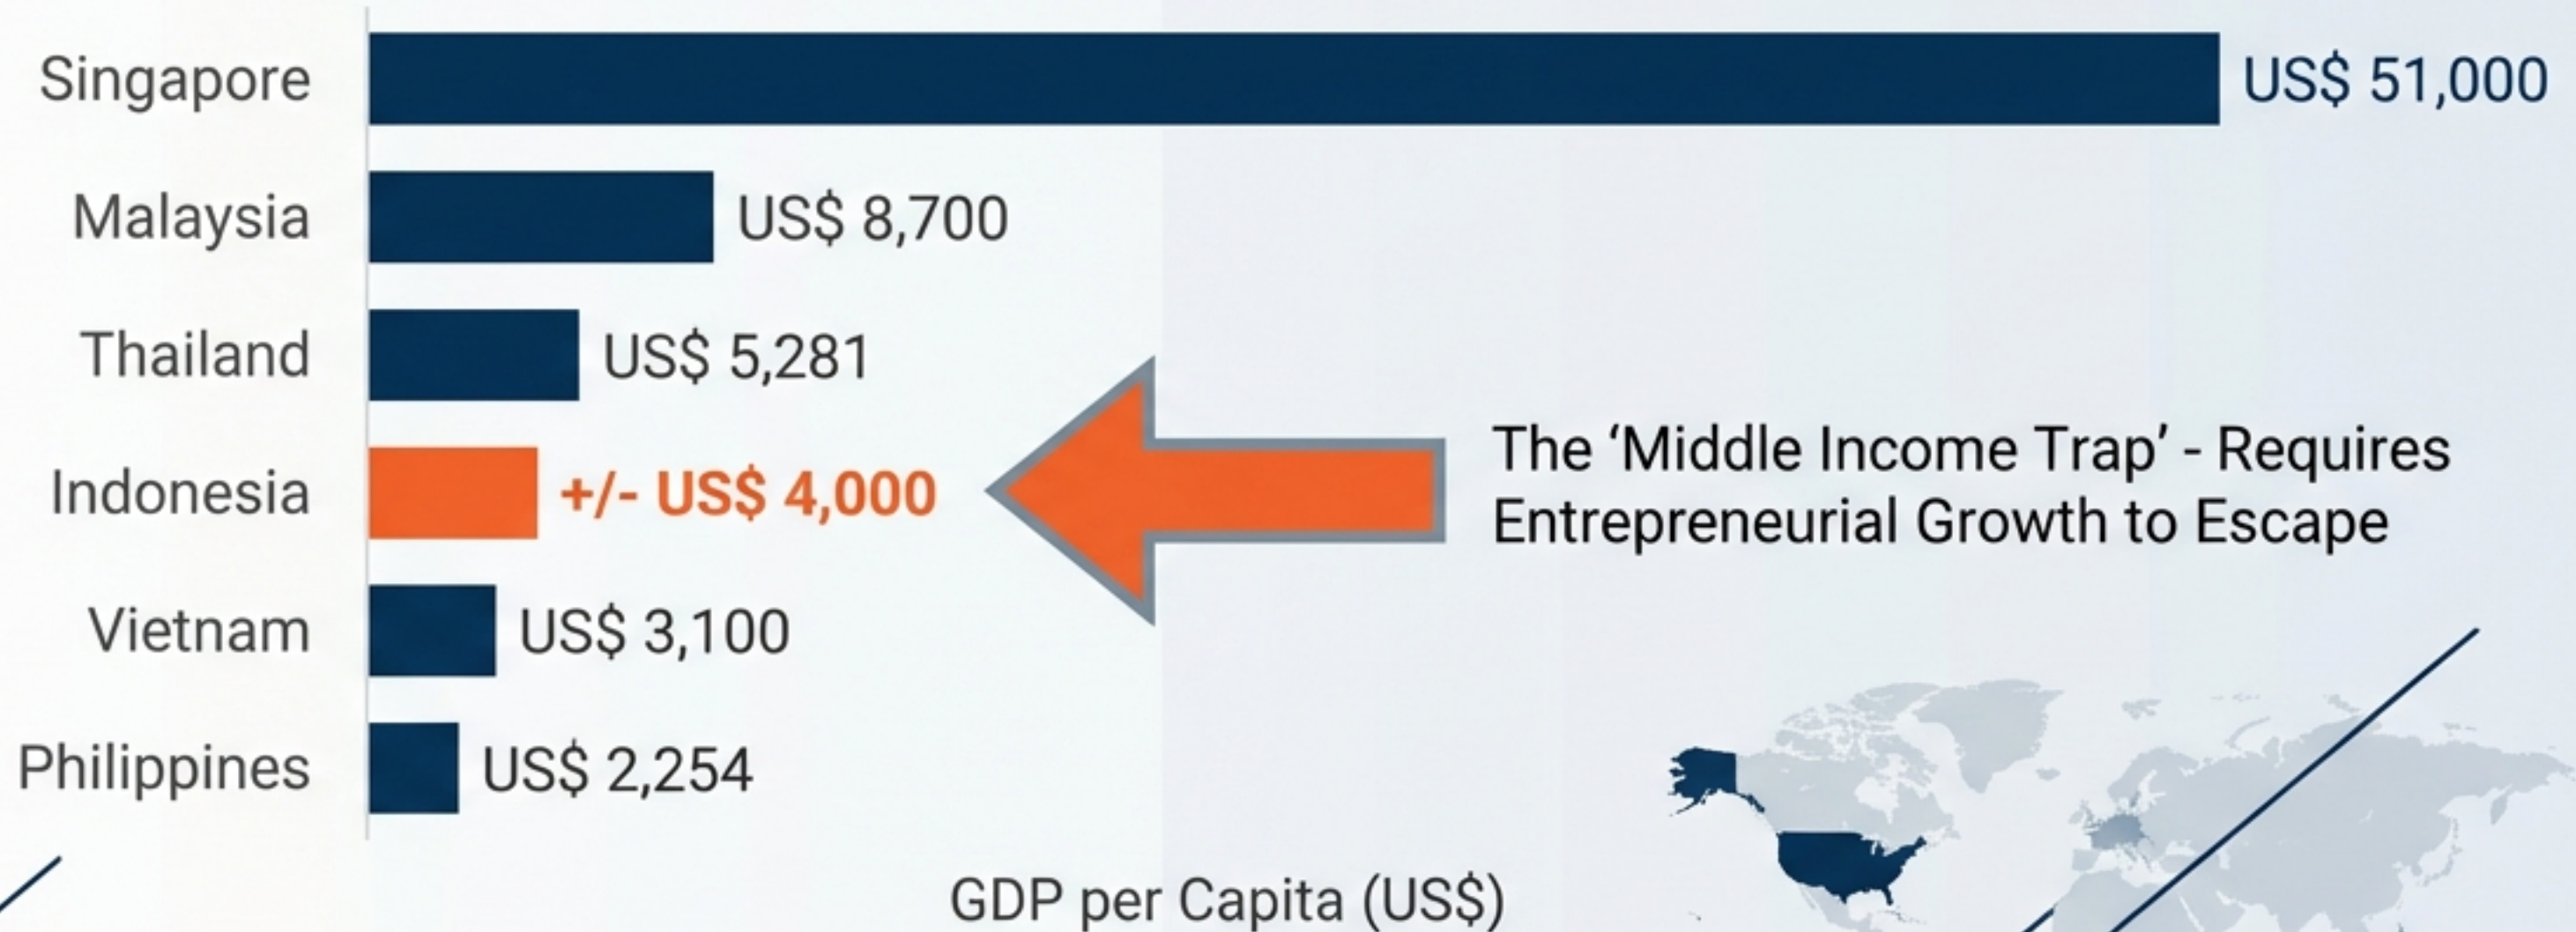 Singapore US$ 51,000
Malaysia US$ 8,700
Thailand US$ 5,281
Indonesia +/- US$ 4,000
The ‘Middle Income Trap’ - Requires
Entrepreneurial Growth to Escape
Vietnam US$ 3,100
Philippines US$ 2,254
GDP per Capita (US$)